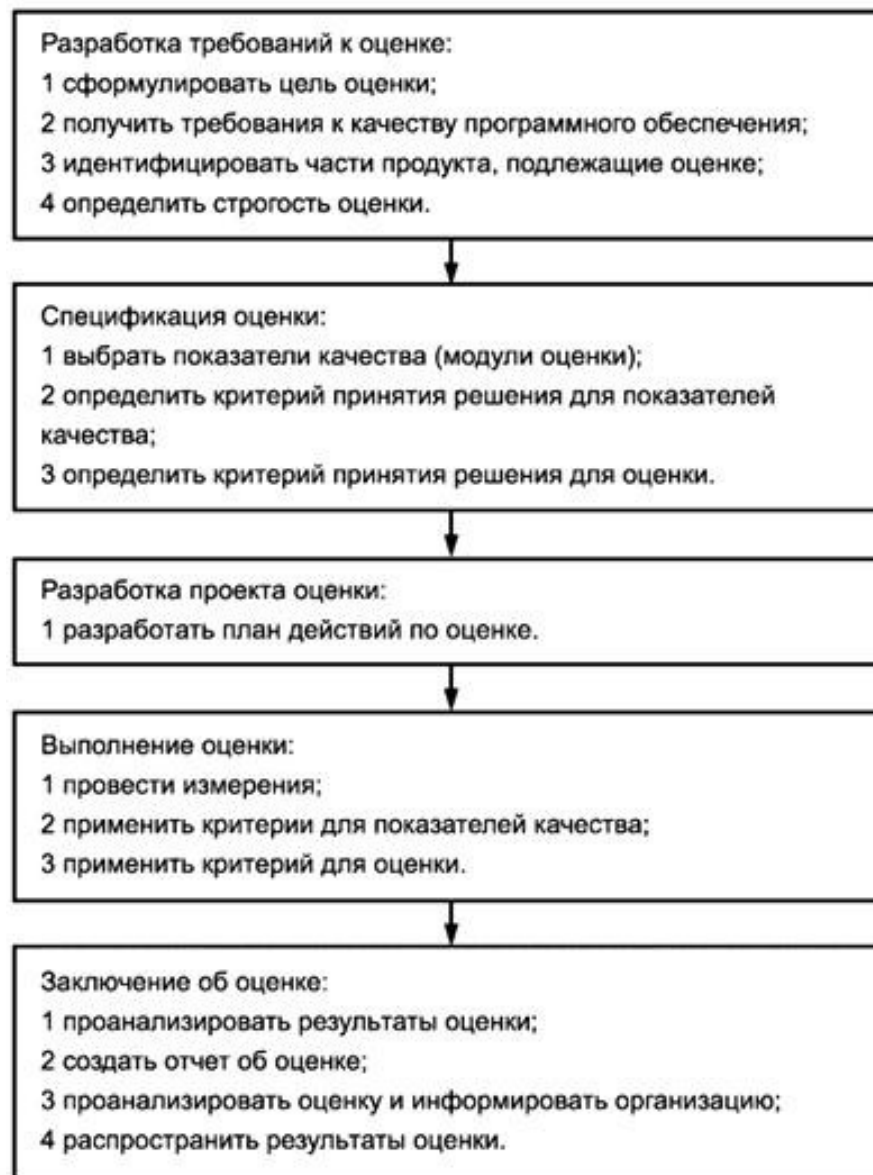 Разработка требований к оценке:
1 сформулировать цель оценки;
2 получить требования к качеству программного обеспечения;
3 идентифицировать части продукта, подлежащие оценке;
4 определить строгость оценки.
Спецификация оценки:
1 выбрать показатели качества (модули оценки);
2 определить критерий принятия решения для показателей
качества;
3 определить критерий принятия решения для оценки.
Разработка проекта оценки:
1 разработать план действий по оценке.
Выполнение оценки:
1 провести измерения;
2 применить критерии для показателей качества;
3 применить критерий для оценки.
Заключение об оценке:
1 проанализировать результаты оценки;
2 создать отчет об оценке;
3 проанализировать оценку и информировать организацию;
4 распространить результаты оценки.